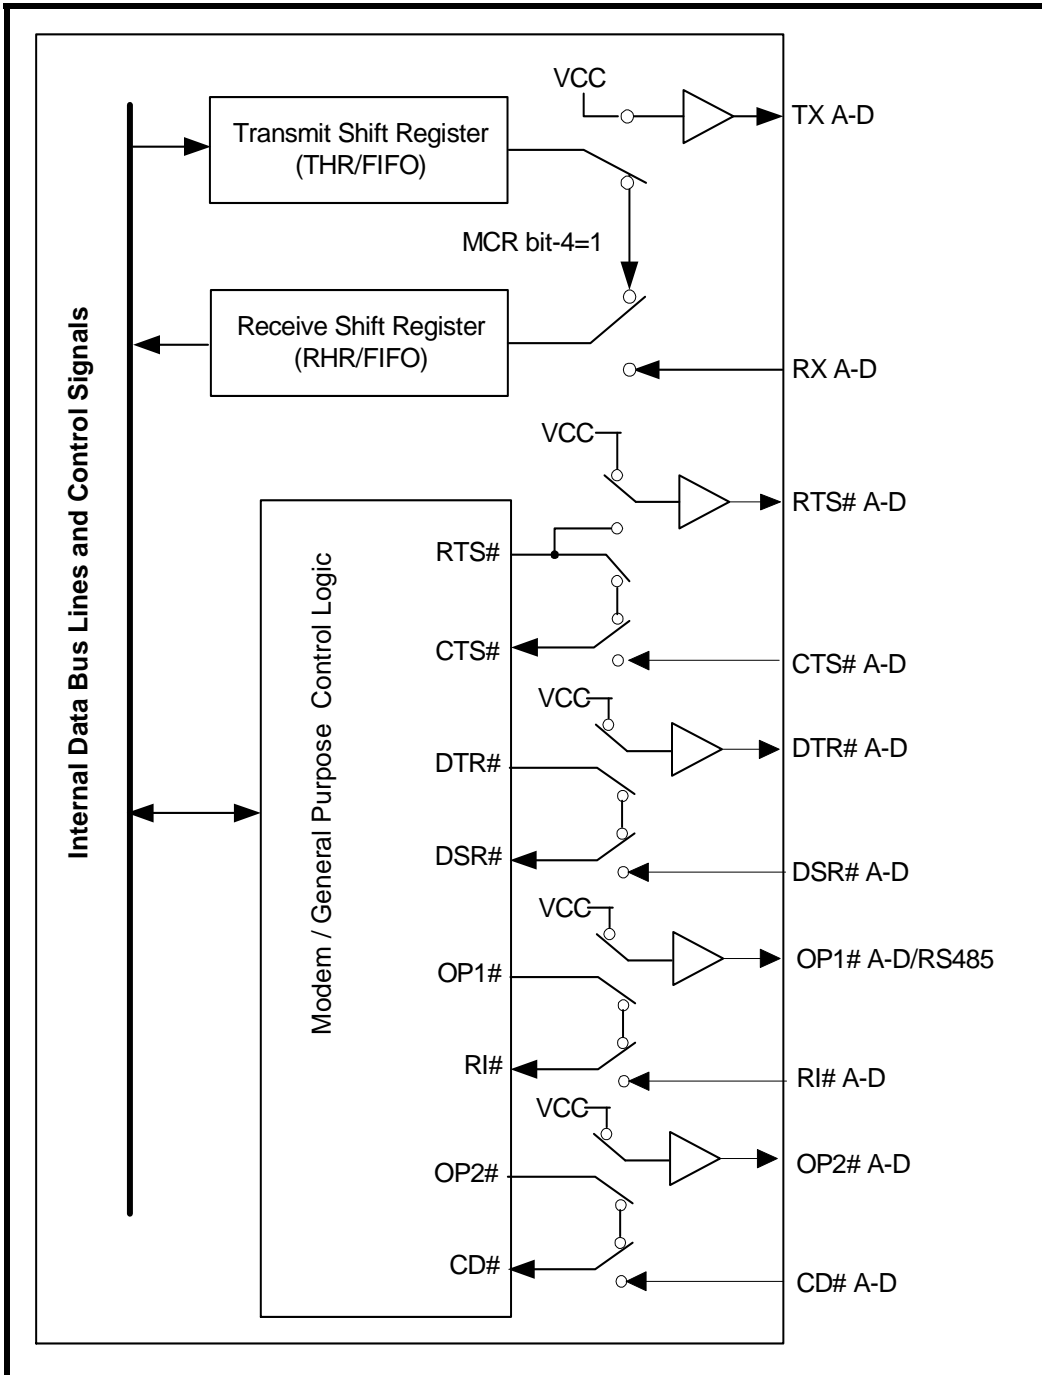 VCC
TX A-D
Transmit Shift Register
(THR/FIFO)
MCR bit-4=1
Receive Shift Register
(RHR/FIFO)
RX A-D
Internal Data Bus Lines and Control Signals
VCC
RTS# A-D
RTS#
Modem / General Purpose Control Logic
CTS#
CTS# A-D
VCC
DTR# A-D
DTR#
DSR#
DSR# A-D
VCC
OP1# A-D/RS485
OP1#
RI#
RI# A-D
VCC
OP2# A-D
OP2#
CD#
CD# A-D